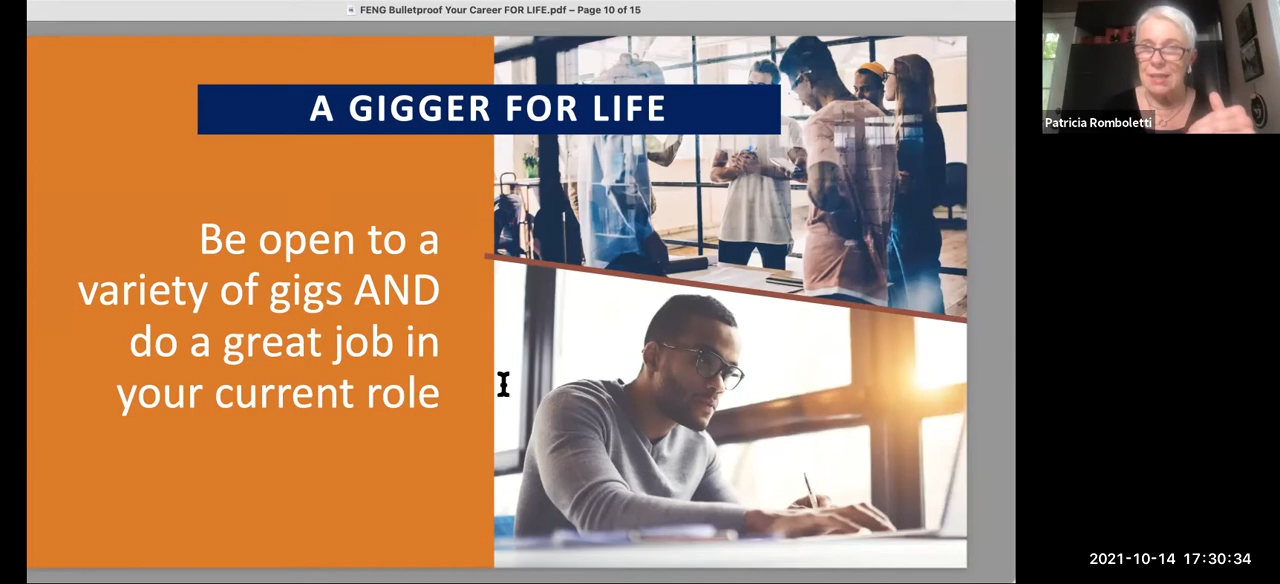 FENG Bulletproof Your Career FOR LIFE.pdf – Page 10 of 15
A GIGGER FOR LIFE
Be open to a
variety of gigs AND
do a great job in
your current role
Patricia Romboletti
2021-10-14 17:30:34